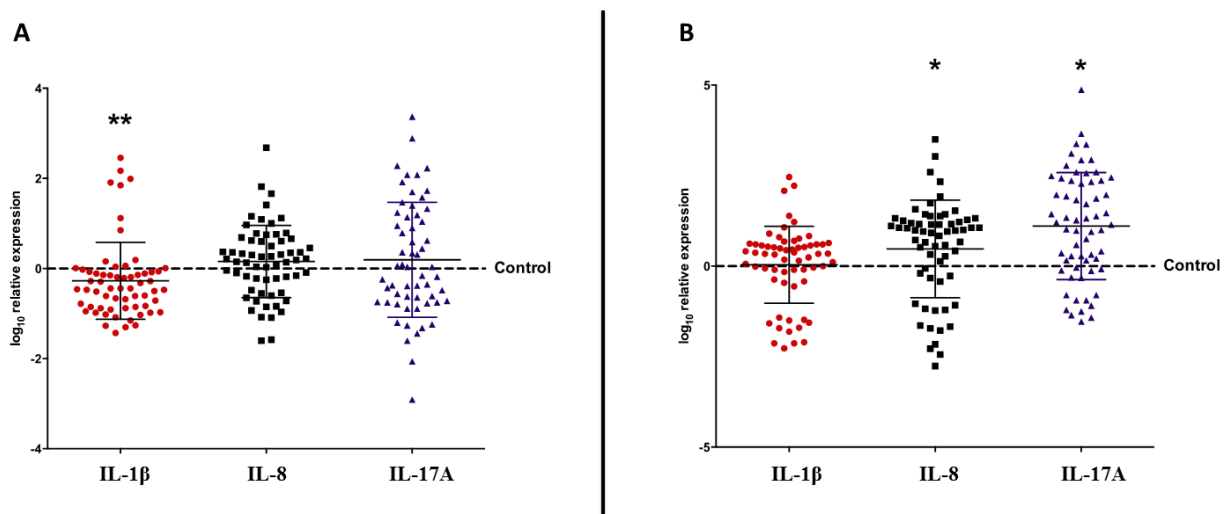 A
**
4
2
0
-2
-4
log10 relative expression
Control
IL-1β IL-8 IL-17A
B
* *
5
0
-5
log10 relative expression
Control
IL-1β IL-8 IL-17A